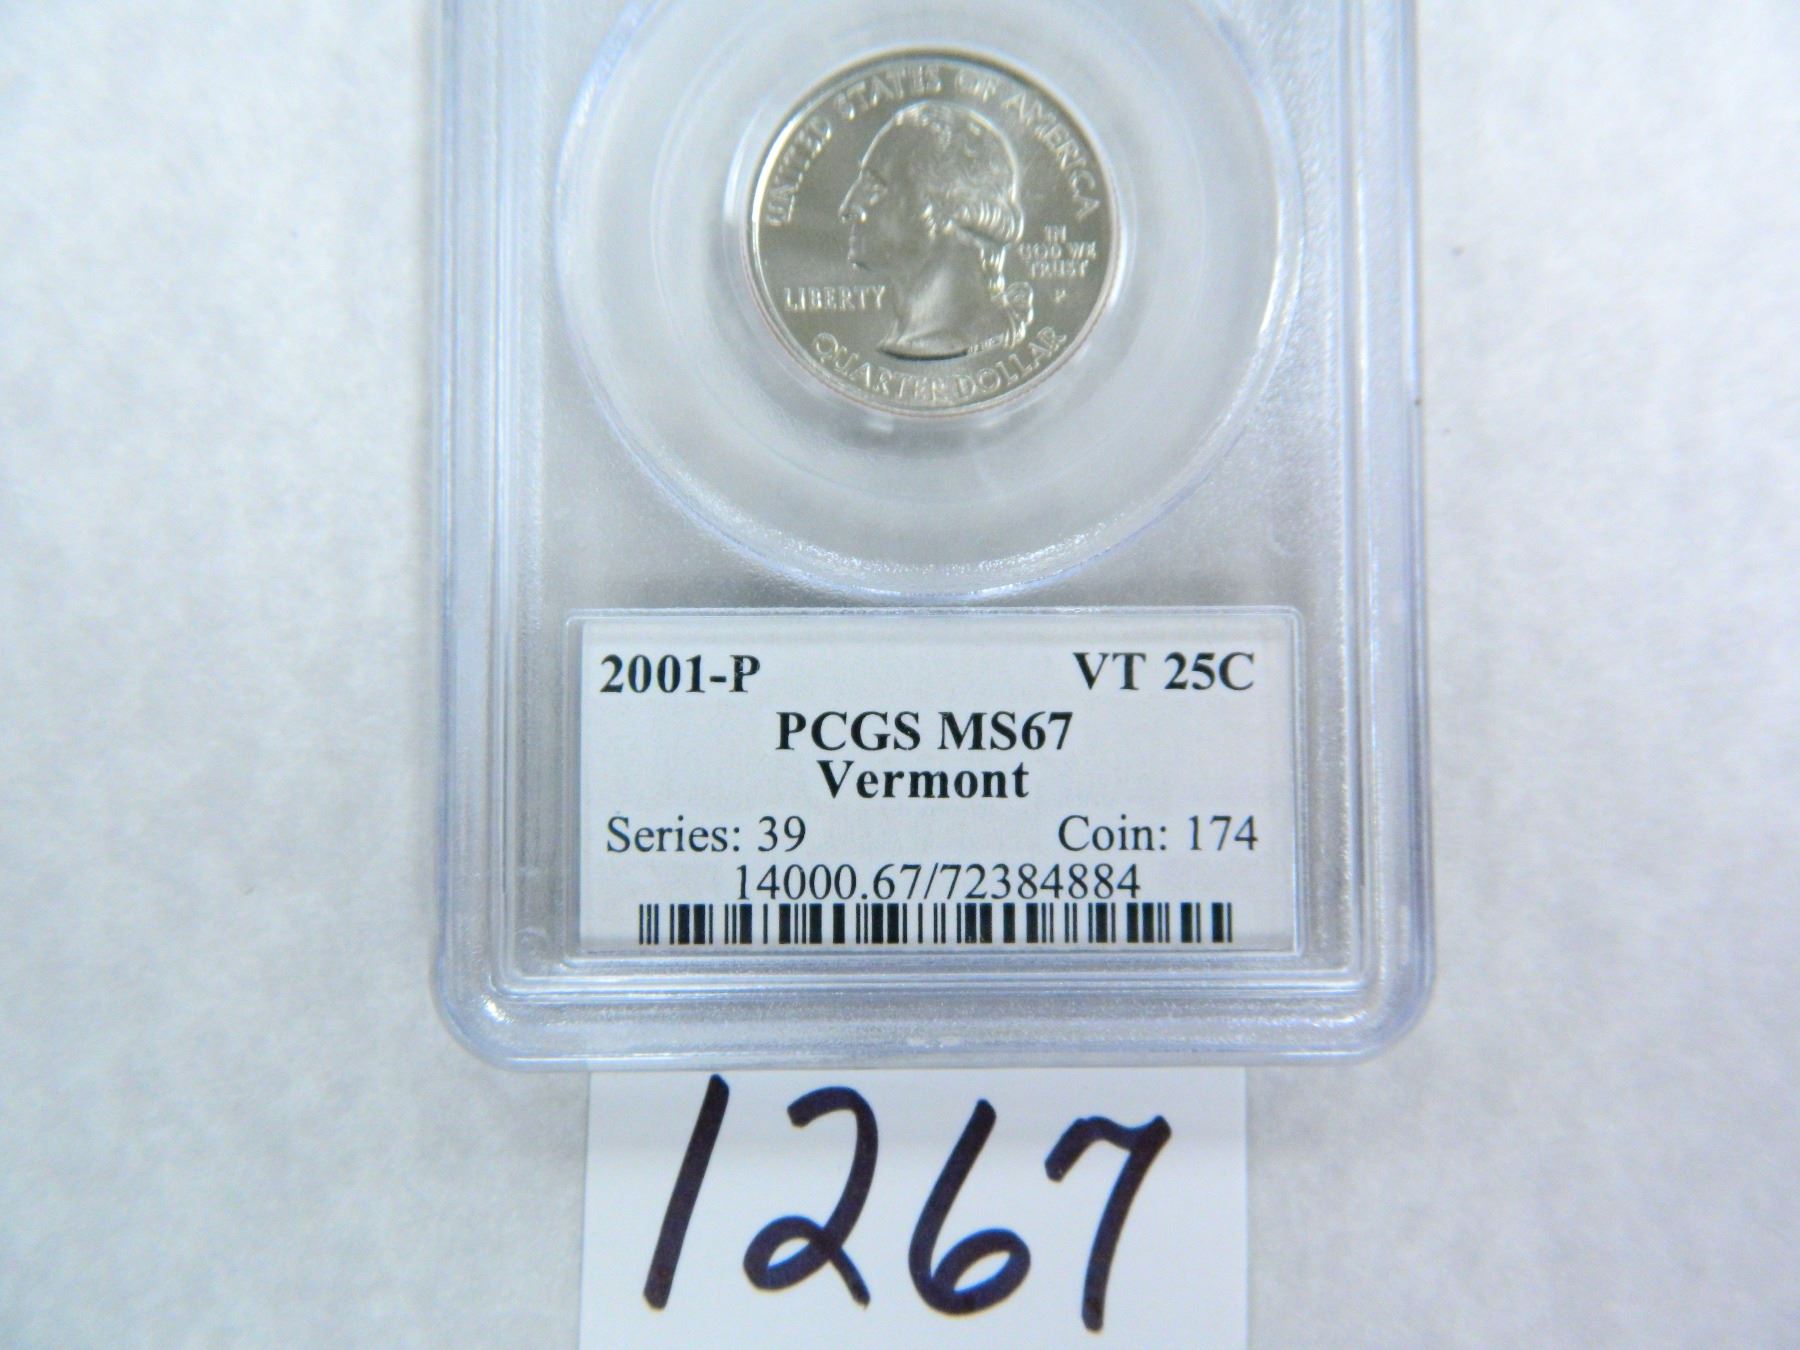 UNITED STATES OF AMERICA
IN
GOD WE
TRUST
P
LIBERTY
QUARTER DOLLAR
2001-P VT 25C
PCGS MS67
Vermont
Series: 39 Coin: 174
14000.67/72384884
1267